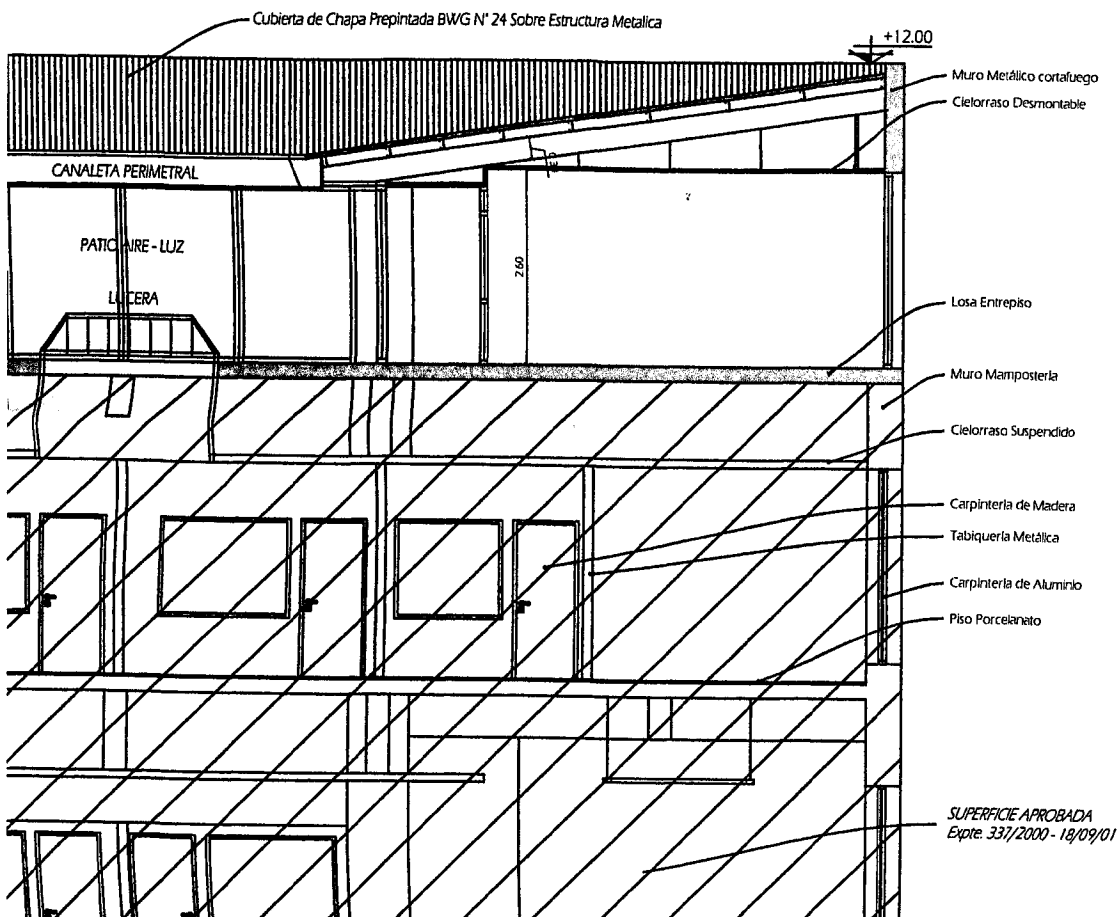 Cubierta de Chapa Prepintada BWG N° 24 Sobre Estructura Metalica
+12.00
Muro Metálico cortafuego
Cielorraso Desmontable
CANALETA PERIMETRAL
PATIO AIRE - LUZ
LUCERA
2.60
Losa Entrepiso
Muro Mamposteria
Cielorraso Suspendido
Carpinteria de Madera
Tabiquería Metálica
Carpinteria de Aluminio
Piso Porcelanato
SUPERFICIE APROBADA
Expte. 337/2000 - 18/09/01